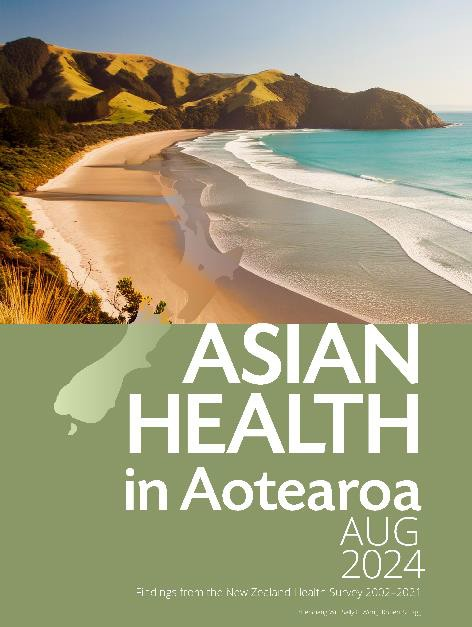 ASIAN
HEALTH
in Aotearoa
AUG
2024
Findings from the New Zealand Health Survey 2002–2021